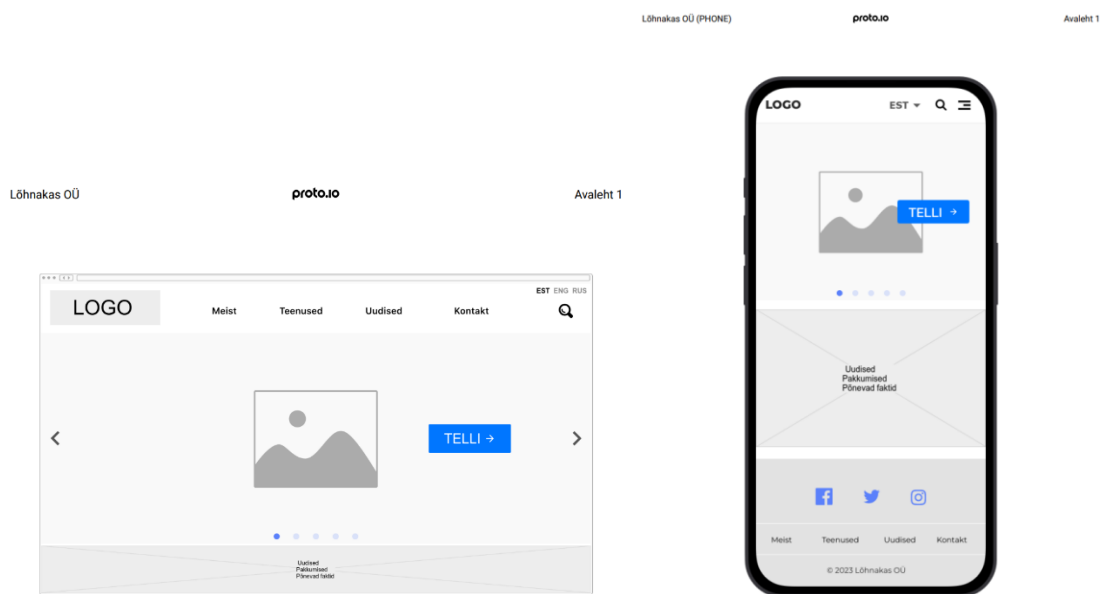 Lõhnakas OÜ (PHONE) proto.io Avaleht 1
LOGO EST
TELLI →
Uudised
Pakkumised
Põnevad faktid
Meist Teenused Uudised Kontakt
© 2023 Lõhnakas OÜ
Lõhnakas OÜ proto.io Avaleht 1
EST ENG RUS
LOGO Meist Teenused Uudised Kontakt
TELLI →
Uudised
Pakkumised
Põnevad faktid